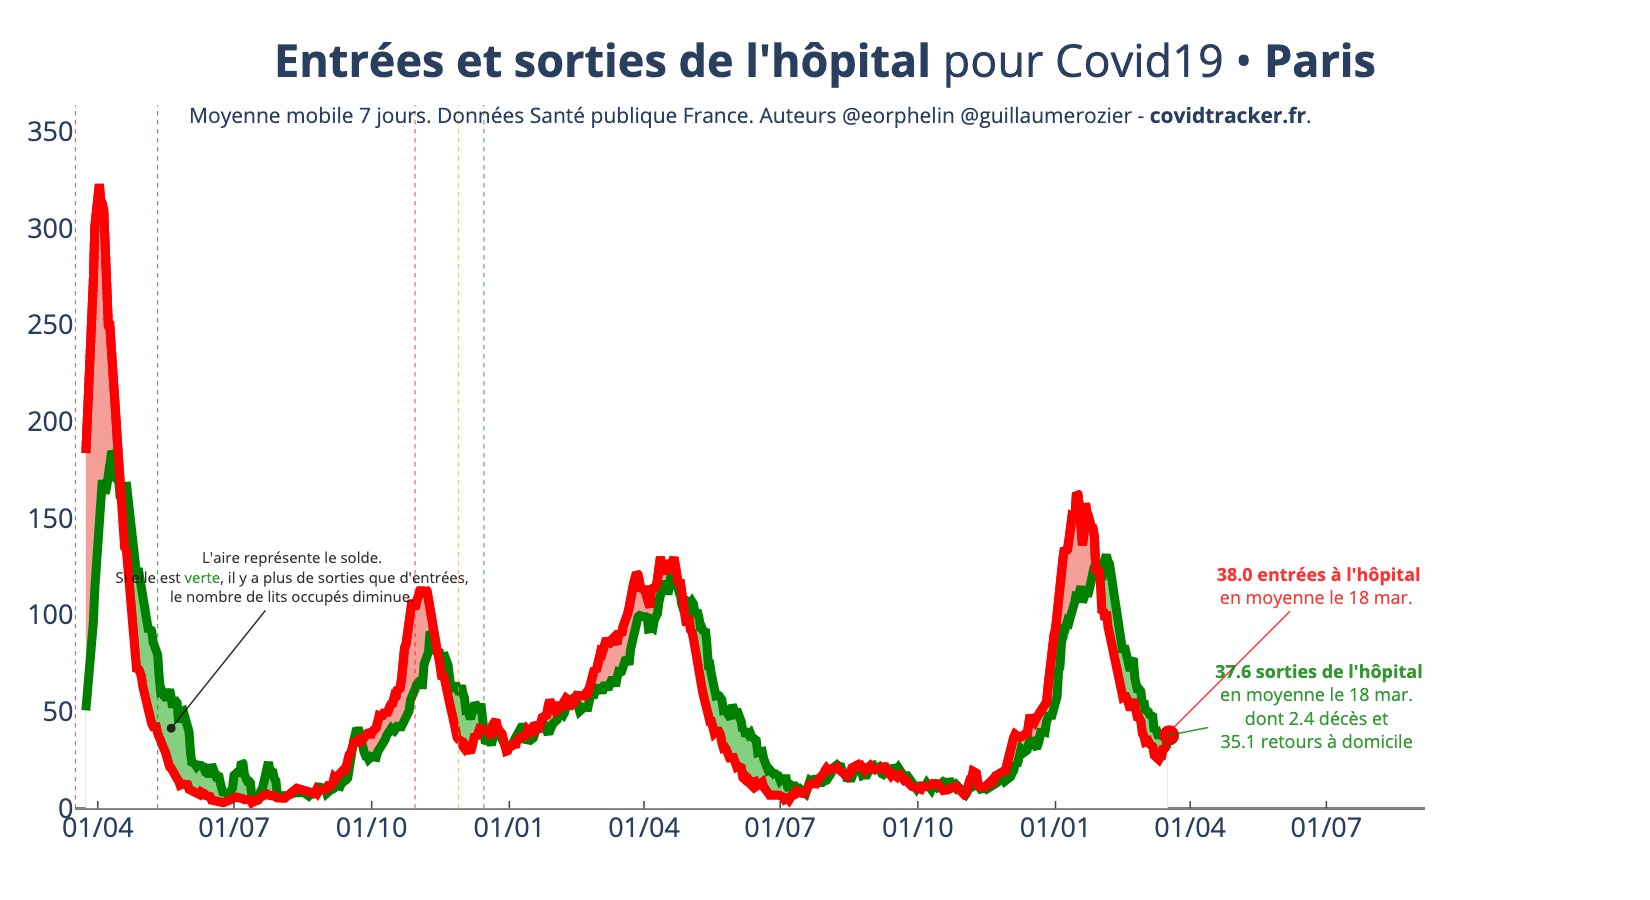 Entrées et sorties de l'hôpital pour Covid19 • Paris
Moyenne mobile 7 jours. Données Santé publique France. Auteurs @eorphelin @guillaumerozier - covidtracker.fr.
350
300
250
200
150
100
50
0
L'aire représente le solde.
Si elle est verte, il y a plus de sorties que d'entrées,
le nombre de lits occupés diminue.
38.0 entrées à l'hôpital
en moyenne le 18 mar.
37.6 sorties de l'hôpital
en moyenne le 18 mar.
dont 2.4 décès et
35.1 retours à domicile
01/04 01/07 01/10 01/01 01/04 01/07 01/10 01/01 01/04 01/07